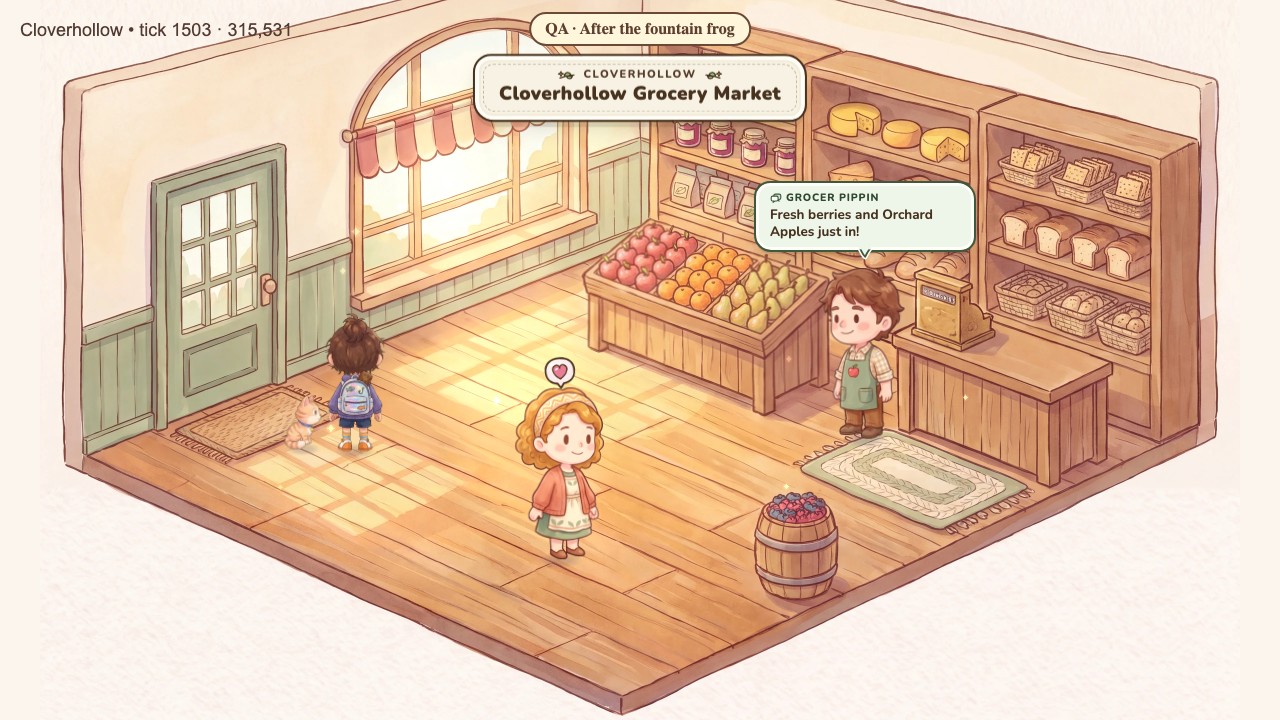 Cloverhollow • tick 1503 · 315,531
QA · After the fountain frog
CLOVERHOLLOW
Cloverhollow Grocery Market
GROCER PIPPIN
Fresh berries and Orchard
Apples just in!